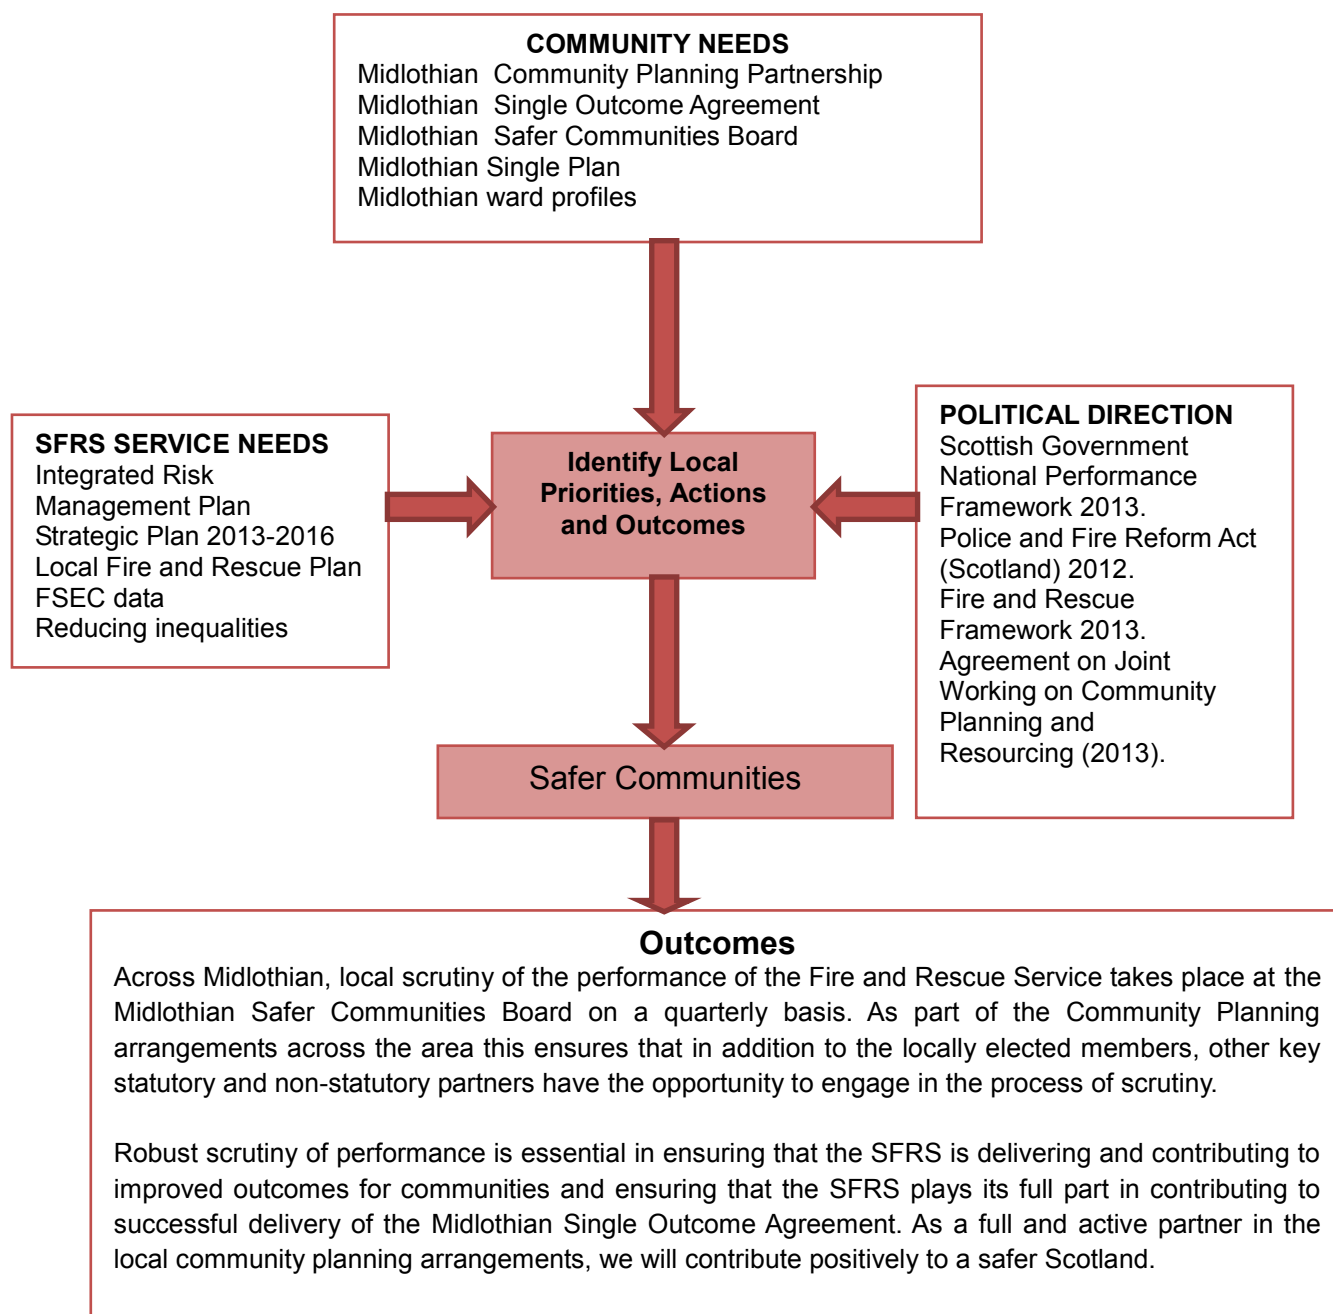 COMMUNITY NEEDS
Midlothian  Community Planning Partnership
Midlothian  Single Outcome Agreement
Midlothian  Safer Communities Board
Midlothian Single Plan
Midlothian ward profiles
SFRS SERVICE NEEDS
Integrated Risk
Management Plan
Strategic Plan 2013-2016
Local Fire and Rescue Plan
FSEC data
Reducing inequalities
Identify Local
Priorities, Actions
and Outcomes
POLITICAL DIRECTION
Scottish Government
National Performance
Framework 2013.
Police and Fire Reform Act
(Scotland) 2012.
Fire and Rescue
Framework 2013.
Agreement on Joint
Working on Community
Planning and
Resourcing (2013).
Safer Communities
Outcomes
Across Midlothian, local scrutiny of the performance of the Fire and Rescue Service takes place at the
Midlothian Safer Communities Board on a quarterly basis. As part of the Community Planning
arrangements across the area this ensures that in addition to the locally elected members, other key
statutory and non-statutory partners have the opportunity to engage in the process of scrutiny.
Robust scrutiny of performance is essential in ensuring that the SFRS is delivering and contributing to
improved outcomes for communities and ensuring that the SFRS plays its full part in contributing to
successful delivery of the Midlothian Single Outcome Agreement. As a full and active partner in the
local community planning arrangements, we will contribute positively to a safer Scotland.